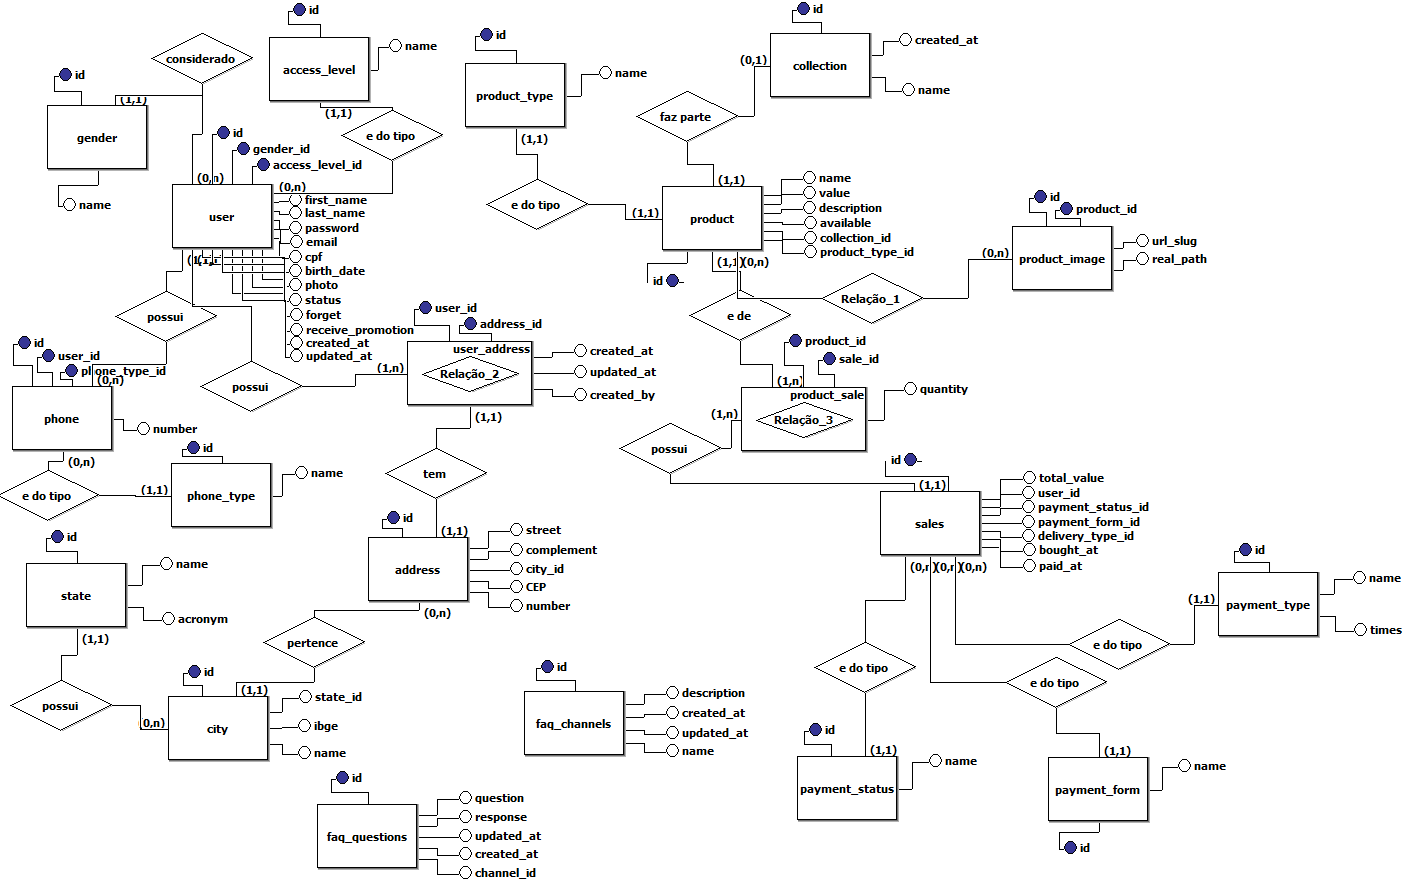 id
considerado
access_level
name
(1,1)
e do tipo
id
(1,1)
gender
name
id
gender_id
access_level_id
(0,n)
(0,n)
user
first_name
last_name
password
email
cpf
birth_date
photo
status
forget
receive_promotion
created_at
updated_at
possui
possui
id
user_id
phone_type_id
(0,n)
phone
number
(0,n)
e do tipo
(1,1)
id
phone_type
name
id
product_type
name
(1,1)
e do tipo
(1,1)
id
collection
created_at
name
(0,1)
faz parte
(1,1)
product
name
value
description
available
collection_id
product_type_id
id
(0,n)
e de
Relação_1
(0,n)
id
product_id
product_image
url_slug
real_path
user_id
address_id
user_address
Relação_2
(1,n)
created_at
updated_at
created_by
(1,1)
tem
(1,1)
id
address
street
complement
city_id
CEP
number
(0,n)
pertence
(1,1)
id
state
name
acronym
(1,1)
possui
(0,n)
id
city
state_id
ibge
name
product_id
sale_id
(1,n)
product_sale
Relação_3
quantity
(1,n)
possui
id
(1,1)
sales
total_value
user_id
payment_status_id
payment_form_id
delivery_type_id
bought_at
paid_at
(0,n)
e do tipo
e do tipo
e do tipo
(1,1)
id
payment_type
name
times
(1,1)
id
payment_status
name
(1,1)
payment_form
name
id
id
faq_channels
description
created_at
updated_at
name
id
faq_questions
question
response
updated_at
created_at
channel_id